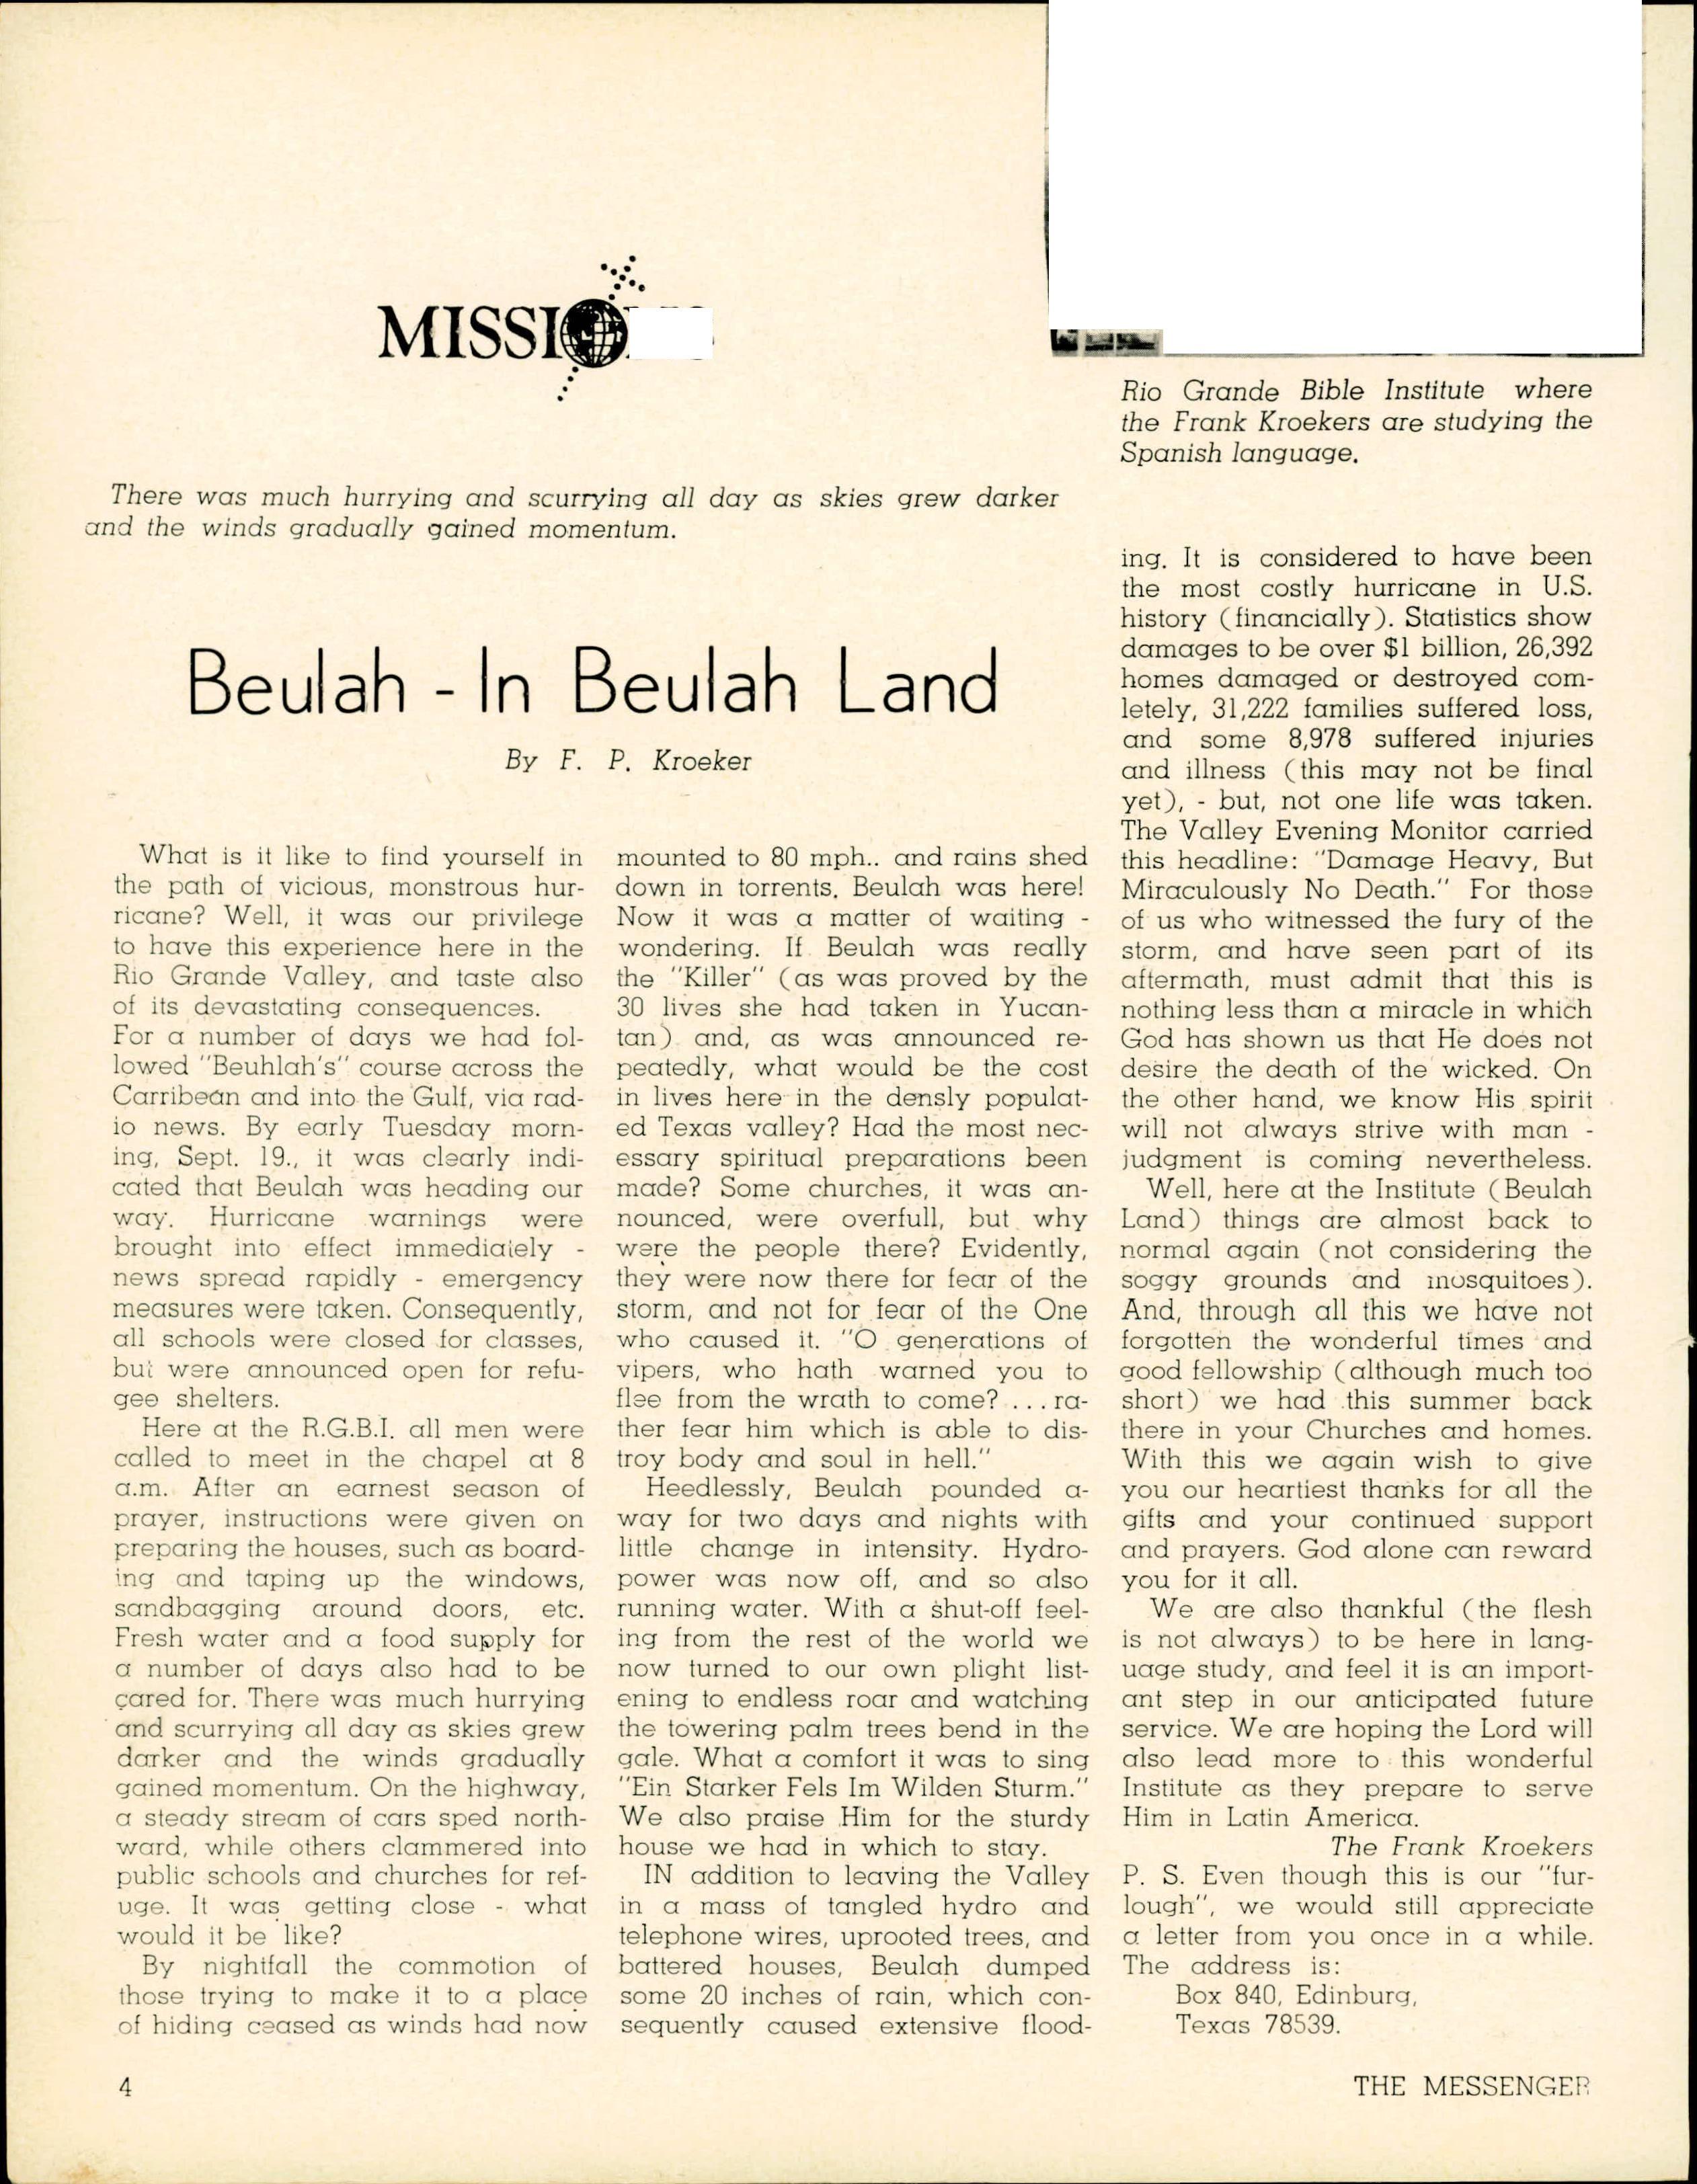 MISSIO
Rio Grande Bible Institute where
the Frank Kroekers are studying the
Spanish language.
There was much hurrying and scurrying all day as skies grew darker
and the winds gradually gained momentum.
Beulah - In Beulah Land
By F. P. Kroeker
What is it like to find yourself in
the path of vicious, monstrous hur-
ricane? Well, it was our privilege
to have this experience here in the
Rio Grande Valley, and taste also
of its devastating consequences.
For a number of days we had fol-
lowed "Beuhlah's" course across the
Carribean and into the Gulf, via rad-
io news. By early Tuesday morn-
ing, Sept. 19., it was clearly indi-
cated that Beulah was heading our
way. Hurricane warnings were
brought into effect immediately -
news spread rapidly - emergency
measures were taken. Consequently,
all schools were closed for classes,
but were announced open for refu-
gee shelters.
Here at the R.G.B.I. all men were
called to meet in the chapel at 8
a.m. After an earnest season of
prayer, instructions were given on
preparing the houses, such as board-
ing and taping up the windows,
sandbagging around doors, etc.
Fresh water and a food supply for
a number of days also had to be
cared for. There was much hurrying
and scurrying all day as skies grew
darker and the winds gradually
gained momentum. On the highway,
a steady stream of cars sped north-
ward, while others clammered into
public schools and churches for ref-
uge. It was getting close - what
would it be like?
By nightfall the commotion of
those trying to make it to a place
of hiding ceased as winds had now
mounted to 80 mph.. and rains shed
down in torrents. Beulah was here!
Now it was a matter of waiting -
wondering. If Beulah was really
the "Killer" (as was proved by the
30 lives she had taken in Yucan-
tan) and, as was announced re-
peatedly, what would be the cost
in lives here in the densly populat-
ed Texas valley? Had the most nec-
essary spiritual preparations been
made? Some churches, it was an-
nounced, were overfull, but why
were the people there? Evidently,
they were now there for fear of the
storm, and not for fear of the One
who caused it. "O generations of
vipers, who hath warned you to
flee from the wrath to come? ... ra-
ther fear him which is able to dis-
troy body and soul in hell."
Heedlessly, Beulah pounded a-
way for two days and nights with
little change in intensity. Hydro-
power was now off, and so also
running water. With a shut-off feel-
ing from the rest of the world we
now turned to our own plight list-
ening to endless roar and watching
the towering palm trees bend in the
gale. What a comfort it was to sing
"Ein Starker Fels Im Wilden Sturm."
We also praise Him for the sturdy
house we had in which to stay.
IN addition to leaving the Valley
in a mass of tangled hydro and
telephone wires, uprooted trees, and
battered houses, Beulah dumped
some 20 inches of rain, which con-
sequently caused extensive flood-
ing. It is considered to have been
the most costly hurricane in U.S.
history (financially). Statistics show
damages to be over $1 billion, 26,392
homes damaged or destroyed com-
letely, 31,222 families suffered loss,
and some 8,978 suffered injuries
and illness (this may not be final
yet), - but, not one life was taken.
The Valley Evening Monitor carried
this headline: "Damage Heavy, But
Miraculously No Death." For those
of us who witnessed the fury of the
storm, and have seen part of its
aftermath, must admit that this is
nothing less than a miracle in which
God has shown us that He does not
desire the death of the wicked. On
the other hand, we know His spirit
will not always strive with man -
judgment is coming nevertheless.
Well, here at the Institute (Beulah
Land) things are almost back to
normal again (not considering the
soggy grounds and mosquitoes).
And, through all this we have not
forgotten the wonderful times and
good fellowship (although much too
short) we had this summer back
there in your Churches and homes.
With this we again wish to give
you our heartiest thanks for all the
gifts and your continued support
and prayers. God alone can reward
you for it all.
We are also thankful (the flesh
is not always) to be here in lang-
uage study, and feel it is an import-
ant step in our anticipated future
service. We are hoping the Lord will
also lead more to this wonderful
Institute as they prepare to serve
Him in Latin America.
The Frank Kroekers
P. S. Even though this is our "fur-
lough", we would still appreciate
a letter from you once in a while.
The address is:
Box 840, Edinburg,
Texas 78539.
4
THE MESSENGER